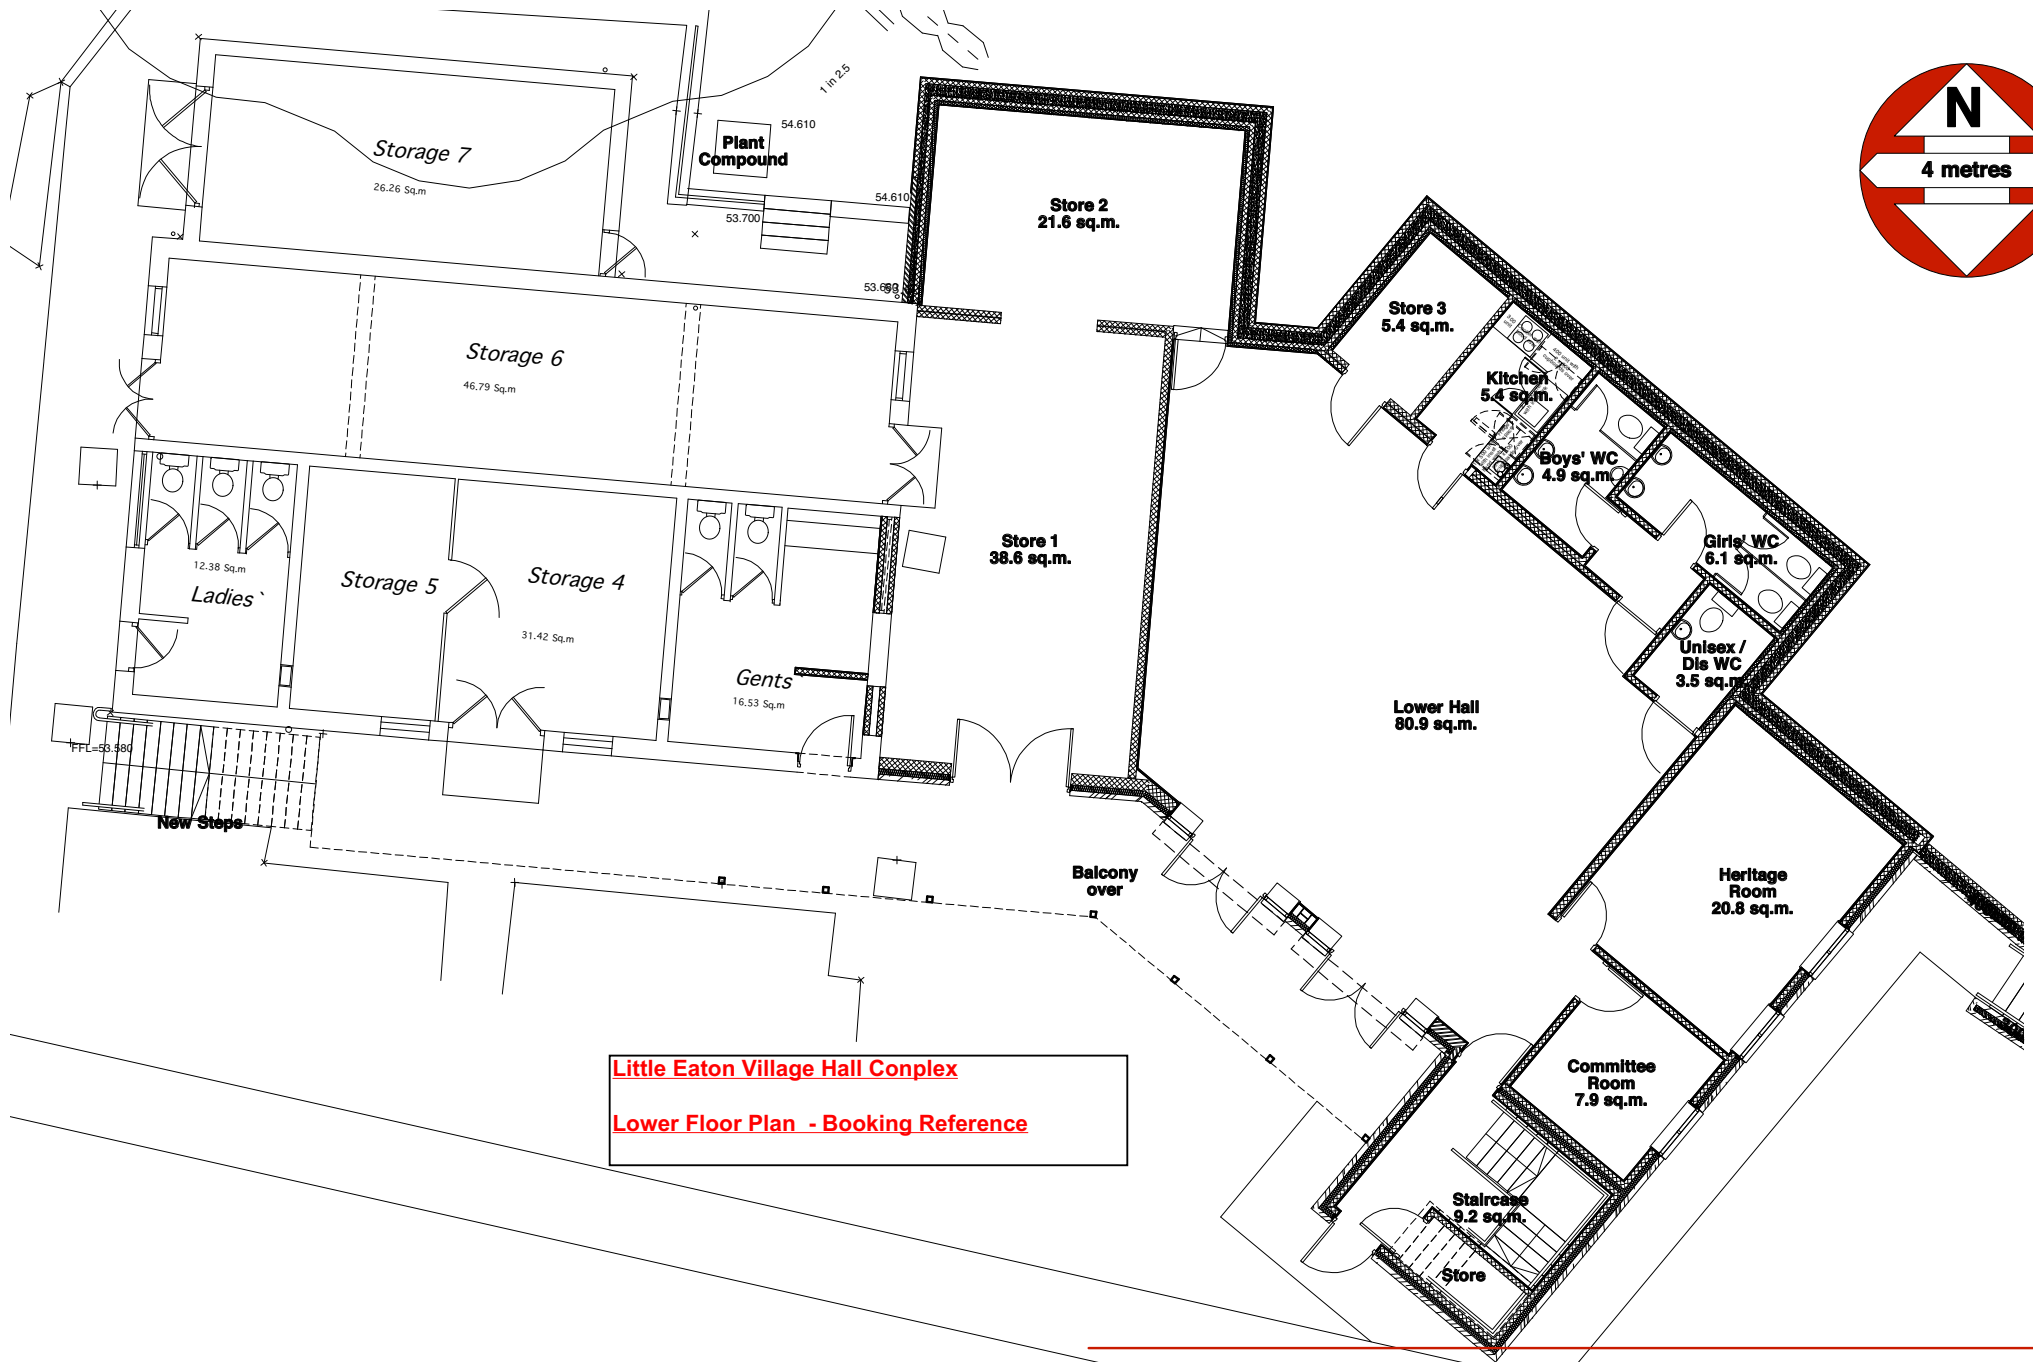 N
4 metres
1 in 2.5
54.610
Plant
Compound
54.610
53.700
Storage 7
26.26 Sq.m
Store 2
21.6 sq.m.
Store 3
5.4 sq.m.
Storage 6
46.79 Sq.m
Kitchen
5.4 sq.m.
Boys' WC
4.9 sq.m.
Girls' WC
6.1 sq.m.
Store 1
38.6 sq.m.
12.38 Sq.m
Ladies`
Storage 5
Storage 4
31.42 Sq.m
Gents
16.53 Sq.m
Unisex /
Dis WC
3.5 sq.m.
Lower Hall
80.9 sq.m.
FFL=53.580
New Steps
Balcony
over
Heritage
Room
20.8 sq.m.
Committee
Room
7.9 sq.m.
Little Eaton Village Hall Conplex
Lower Floor Plan - Booking Reference
Staircase
9.2 sq.m.
Store